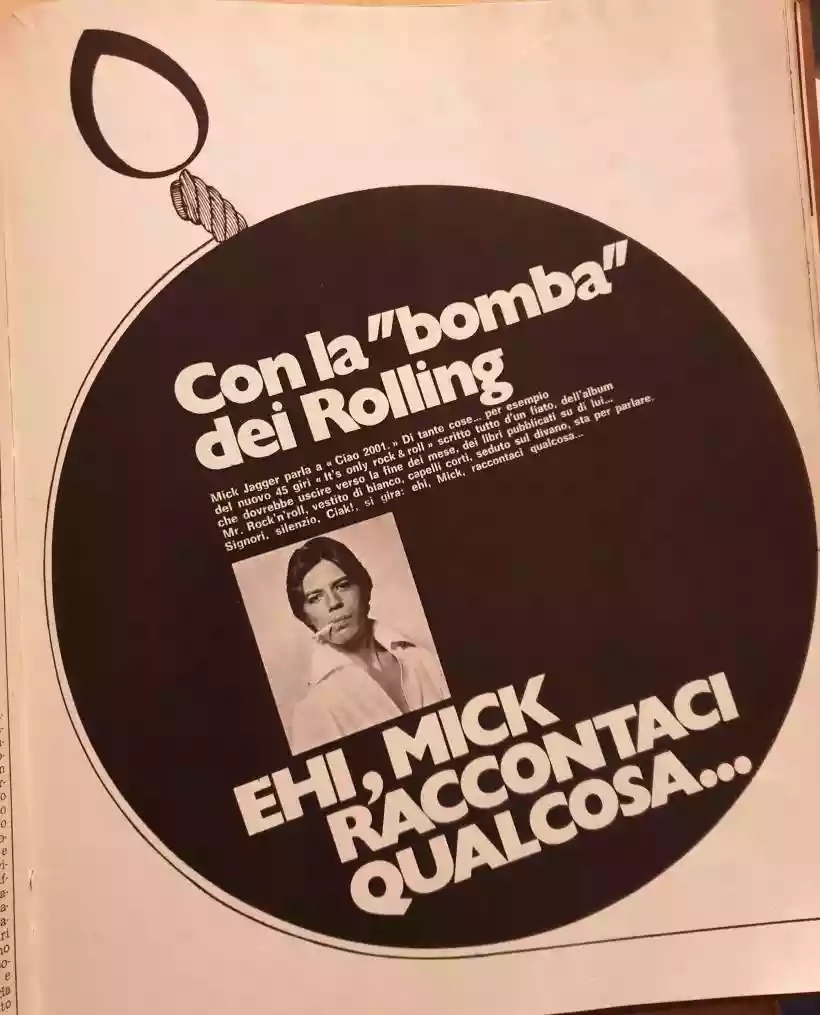 Con la "bomba"
dei Rolling
Mick Jagger parla a « Ciao 2001. » Di tante cose... per esempio
del nuovo 45 giri « It's only rock & roll » scritto tutto d'un fiato, dell'album
che dovrebbe uscire verso la fine del mese, dei libri pubblicati su di lui...
Mr. Rock'n'roll, vestito di bianco, capelli corti, seduto sul divano, sta per parlare.
Signori, silenzio. Ciak!, si gira: ehi, Mick, raccontaci qualcosa...
EHI, MICK
RACCONTACI
QUALCOSA...